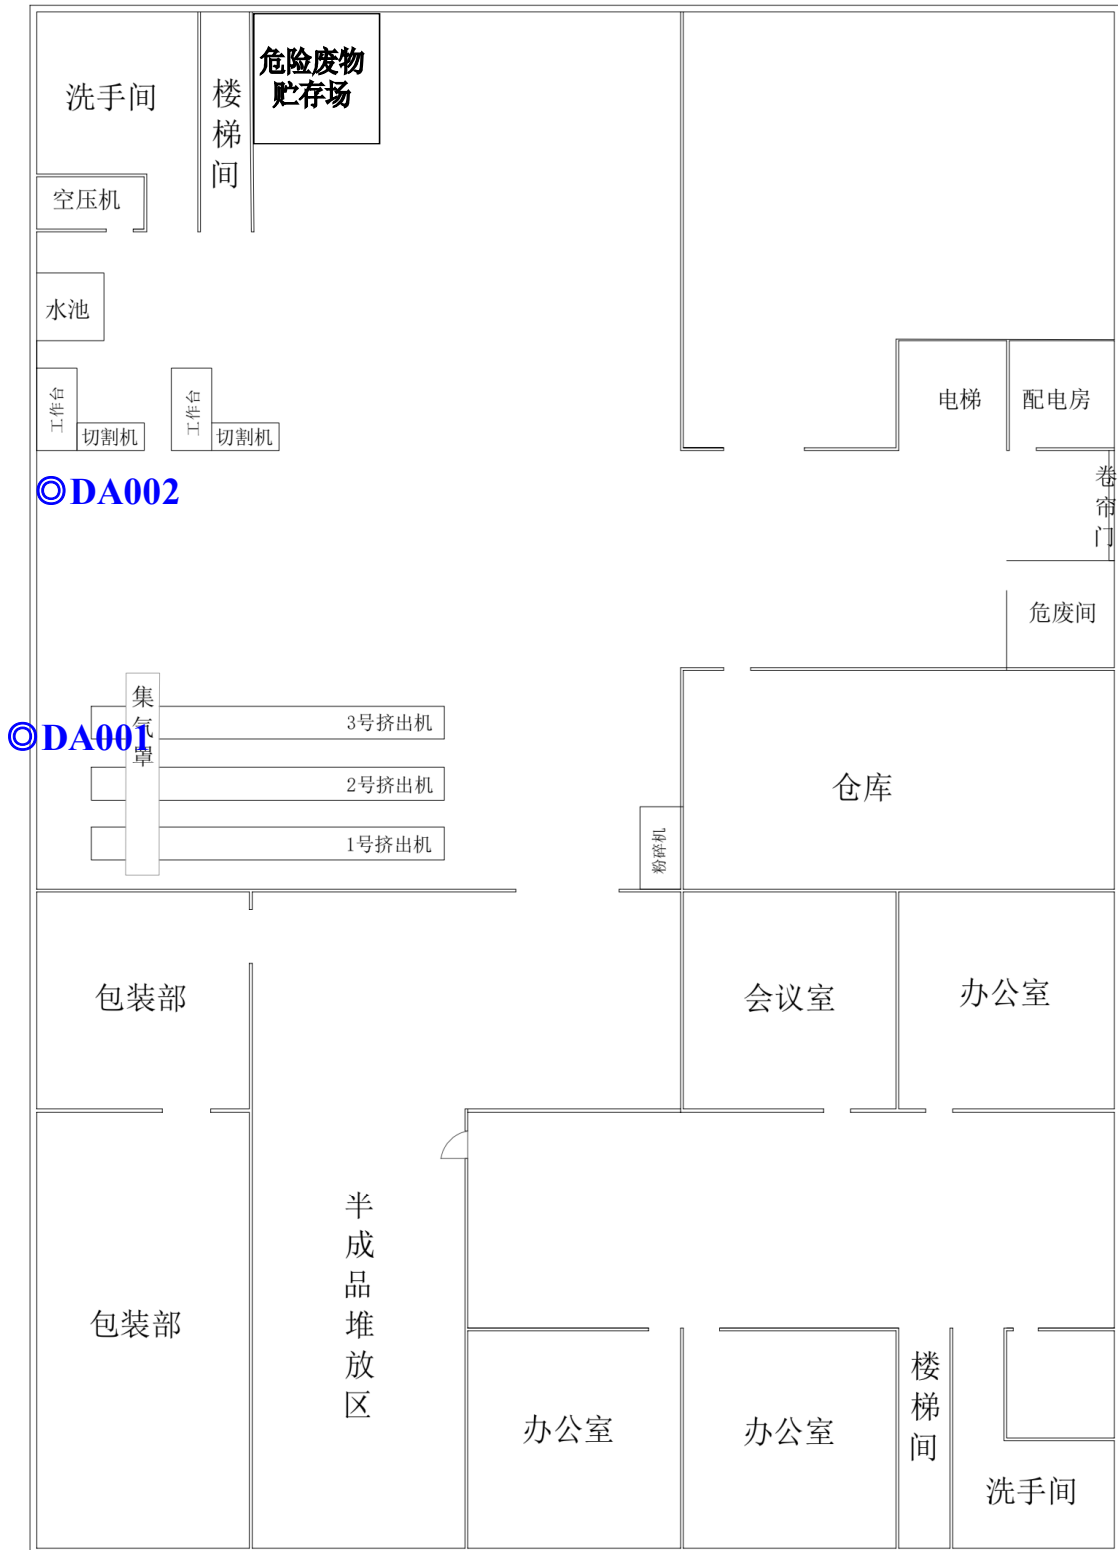 洗手间
楼梯间
危险废物
贮存场
空压机
水池
工作台
切割机
工作台
切割机
电梯
配电房
卷帘门
◎DA002
危废间
集气罩
3号挤出机
◎DA001
2号挤出机
1号挤出机
仓库
粉碎机
包装部
会议室
办公室
半成品堆放区
包装部
办公室
办公室
楼梯间
洗手间